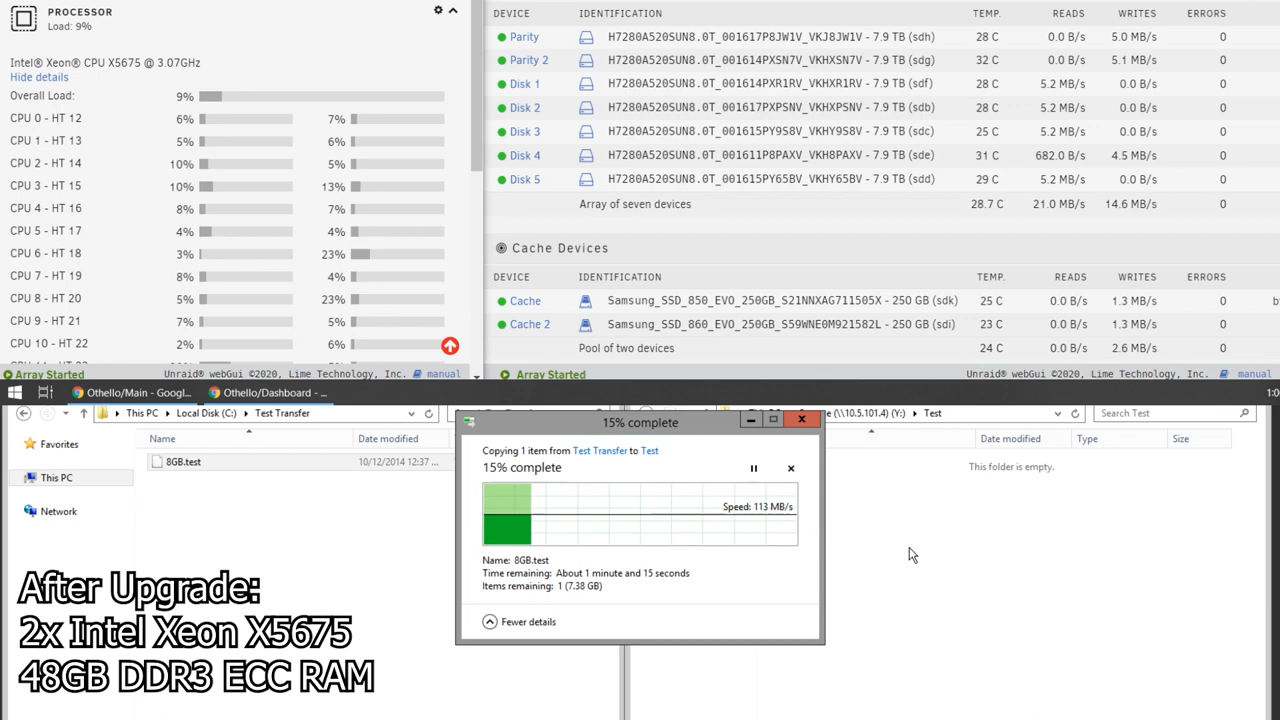 PROCESSOR
Load: 9%
Intel® Xeon® CPU X5675 @ 3.07GHz
Hide details
Overall Load: 9%
CPU 0 - HT 12 6% 7%
CPU 1 - HT 13 5% 6%
CPU 2 - HT 14 10% 5%
CPU 3 - HT 15 10% 13%
CPU 4 - HT 16 8% 7%
CPU 5 - HT 17 4% 4%
CPU 6 - HT 18 3% 23%
CPU 7 - HT 19 8% 4%
CPU 8 - HT 20 5% 23%
CPU 9 - HT 21 7% 5%
CPU 10 - HT 22 2% 6%
Array Started Unraid® webGui ©2020, Lime Technology, Inc. manual
DEVICE IDENTIFICATION TEMP. READS WRITES ERRORS
Parity H7280A520SUN8.0T_001617P8JW1V_VKJ8JW1V - 7.9 TB (sdh) 28 C 0.0 B/s 5.0 MB/s 0
Parity 2 H7280A520SUN8.0T_001614PXSN7V_VKHXSN7V - 7.9 TB (sdg) 32 C 0.0 B/s 5.1 MB/s 0
Disk 1 H7280A520SUN8.0T_001614PXR1RV_VKHXR1RV - 7.9 TB (sdf) 28 C 5.2 MB/s 0.0 B/s 0
Disk 2 H7280A520SUN8.0T_001617PXPSNV_VKHXPSNV - 7.9 TB (sdb) 28 C 5.2 MB/s 0.0 B/s 0
Disk 3 H7280A520SUN8.0T_001615PY9S8V_VKHY9S8V - 7.9 TB (sdc) 25 C 5.2 MB/s 0.0 B/s 0
Disk 4 H7280A520SUN8.0T_001611P8PAXV_VKH8PAXV - 7.9 TB (sde) 31 C 682.0 B/s 4.5 MB/s 0
Disk 5 H7280A520SUN8.0T_001615PY65BV_VKHY65BV - 7.9 TB (sdd) 29 C 5.2 MB/s 0.0 B/s 0
Array of seven devices 28.7 C 21.0 MB/s 14.6 MB/s 0
Cache Devices
DEVICE IDENTIFICATION TEMP. READS WRITES ERRORS
Cache Samsung_SSD_850_EVO_250GB_S21NNXAG711505X - 250 GB (sdk) 25 C 0.0 B/s 1.3 MB/s 0
Cache 2 Samsung_SSD_860_EVO_250GB_S59WNE0M921582L - 250 GB (sdi) 23 C 0.0 B/s 1.3 MB/s 0
Pool of two devices 24 C 0.0 B/s 2.6 MB/s 0
Array Started Unraid® webGui ©2020, Lime Technology, Inc. manual
Othello/Main - Googl... Othello/Dashboard - ...
This PC Local Disk (C:) Test Transfer
Name Date modified
Favorites
8GB.test 10/12/2014 12:37 ...
This PC
Network
(\\10.5.101.4) (Y:) Test Search Test
Date modified Type Size
This folder is empty.
15% complete
Copying 1 item from Test Transfer to Test
15% complete
Speed: 113 MB/s
Name: 8GB.test
Time remaining: About 1 minute and 15 seconds
Items remaining: 1 (7.38 GB)
Fewer details
After Upgrade:
2x Intel Xeon X5675
48GB DDR3 ECC RAM